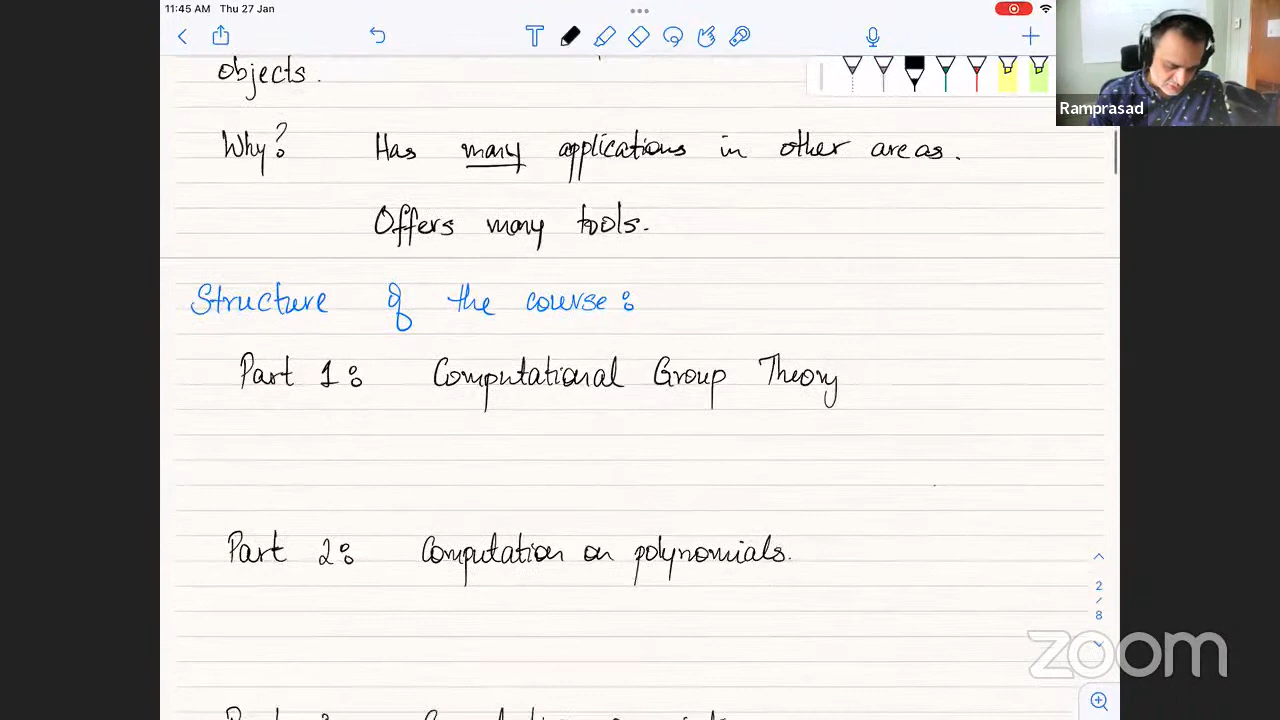 11:45 AM Thu 27 Jan
T
Ramprasad
objects.
Why? Has many applications in other areas.
Offers many tools.
Structure of the course:
Part 1: Computational Group Theory
Part 2: Computation on polynomials.
2
/
8
zoom